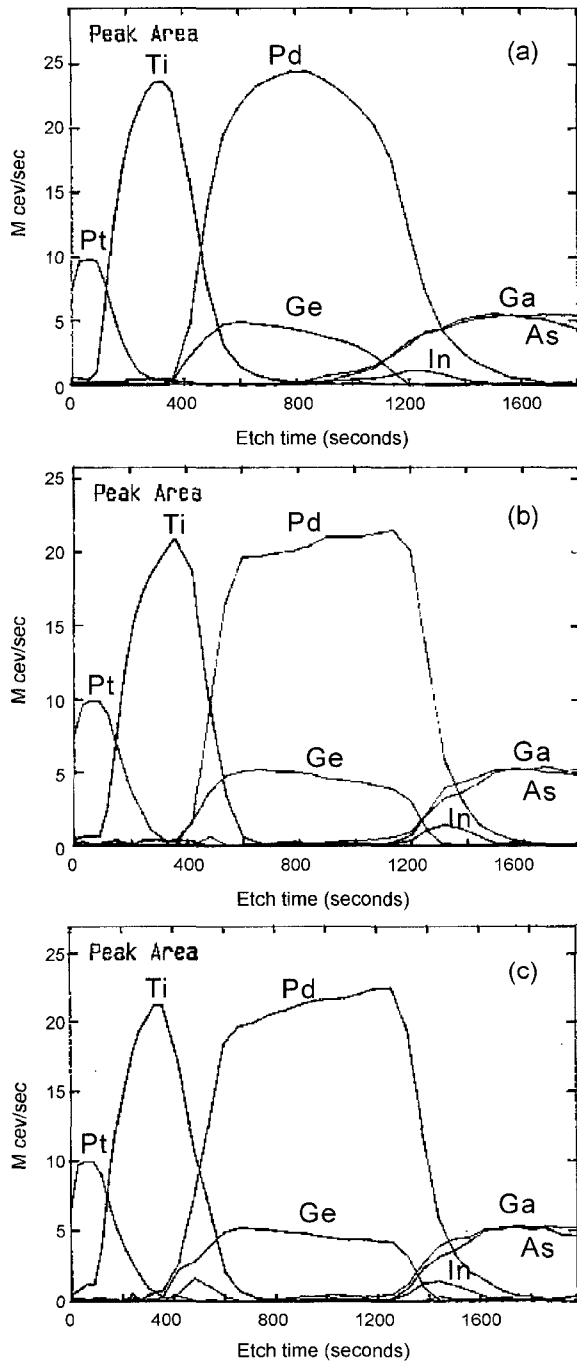 Peak Area
(a)
Ti
Pd
25
20
M cev/sec
15
10
Pt
Ge
Ga
5
As
In
0
0
400
800
1200
1600
Etch time (seconds)
25
Peak Area
(b)
Ti
Pd
20
M cev/sec
15
10
Pt
Ge
Ga
5
As
In
0
0
400
800
1200
1600
Etch time (seconds)
25
Peak Area
(c)
Ti
Pd
20
M cev/sec
15
10
Pt
Ge
Ga
5
As
In
0
0
400
800
1200
1600
Etch time (seconds)